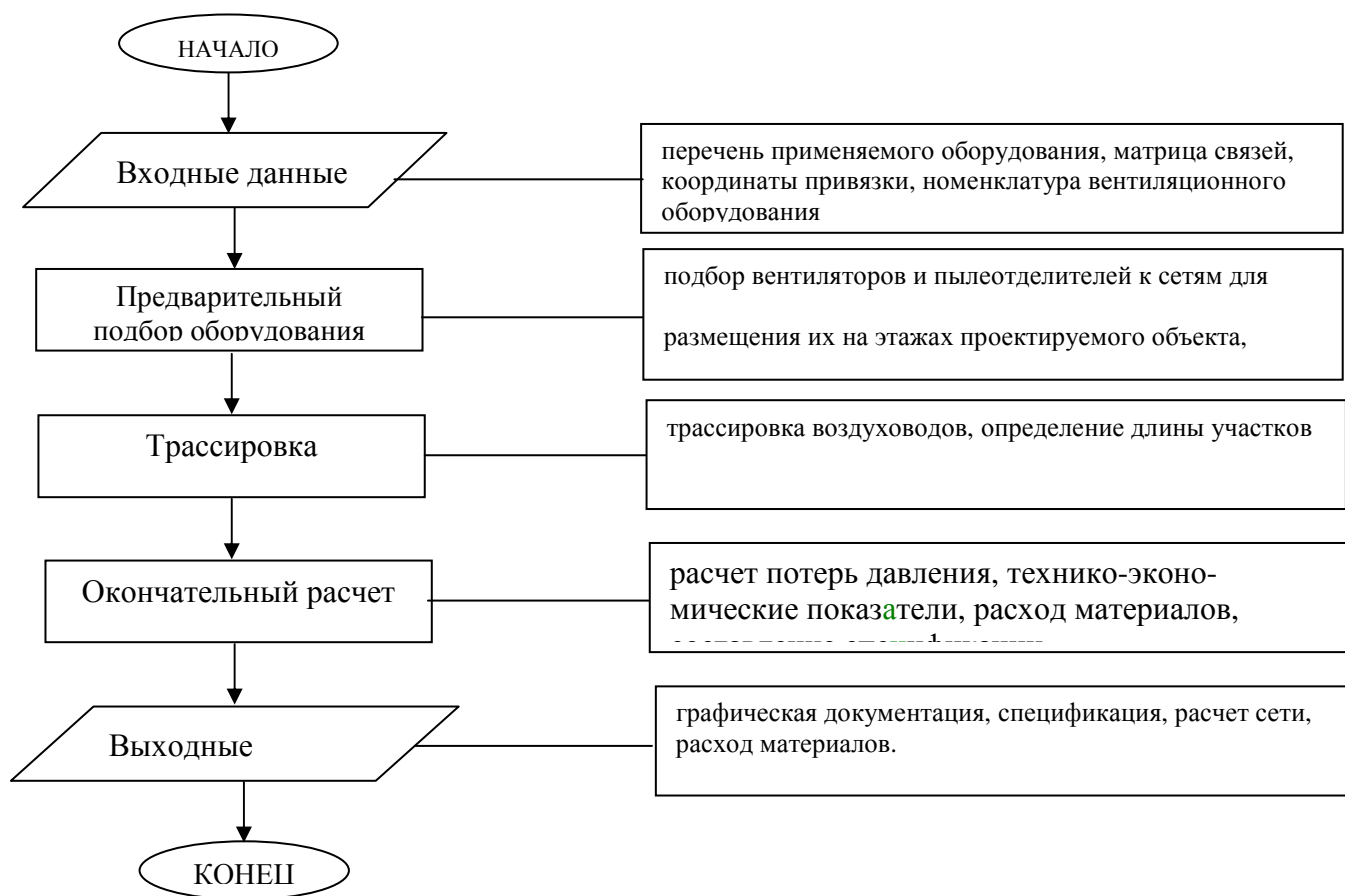 НАЧАЛО
Входные данные
перечень применяемого оборудования, матрица связей,
координаты привязки, номенклатура вентиляционного
оборудования
Предварительный
подбор оборудования
подбор вентиляторов и пылеотделителей к сетям для
размещения их на этажах проектируемого объекта,
Трассировка
трассировка воздуховодов, определение длины участков
Окончательный расчет
расчет потерь давления, технико-эконо-
мические показатели, расход материалов,
Выходные
графическая документация, спецификация, расчет сети,
расход материалов.
КОНЕЦ